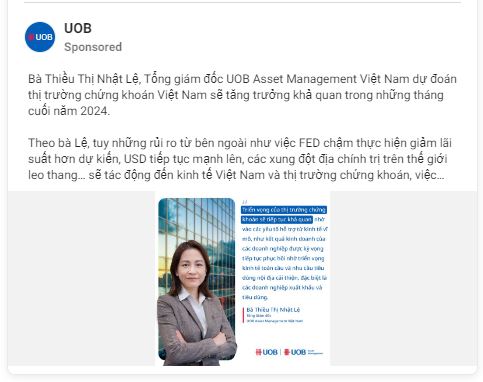 UOB
UOB
Sponsored
Bà Thiều Thị Nhật Lệ, Tổng giám đốc UOB Asset Management Việt Nam dự đoán
thị trường chứng khoán Việt Nam sẽ tăng trưởng khả quan trong những tháng
cuối năm 2024.
Theo bà Lệ, tuy những rủi ro từ bên ngoài như việc FED chậm thực hiện giảm lãi
suất hơn dự kiến, USD tiếp tục mạnh lên, các xung đột địa chính trị trên thế giới
leo thang… sẽ tác động đến kinh tế Việt Nam và thị trường chứng khoán, việc…
Triển vọng của thị trường chứng
khoán sẽ tiếp tục khả quan nhờ
vào các yếu tố hỗ trợ từ kinh tế vĩ
mô, như kết quả kinh doanh của
các doanh nghiệp được kỳ vọng
tiếp tục phục hồi nhờ triển vọng
kinh tế toàn cầu và nhu cầu tiêu
dùng nội địa cải thiện. Đặc biệt là
các doanh nghiệp xuất khẩu và
tiêu dùng.
Bà Thiều Thị Nhật Lệ
Tổng Giám đốc
UOB Asset Management Việt Nam
UOB UOB Asset Management